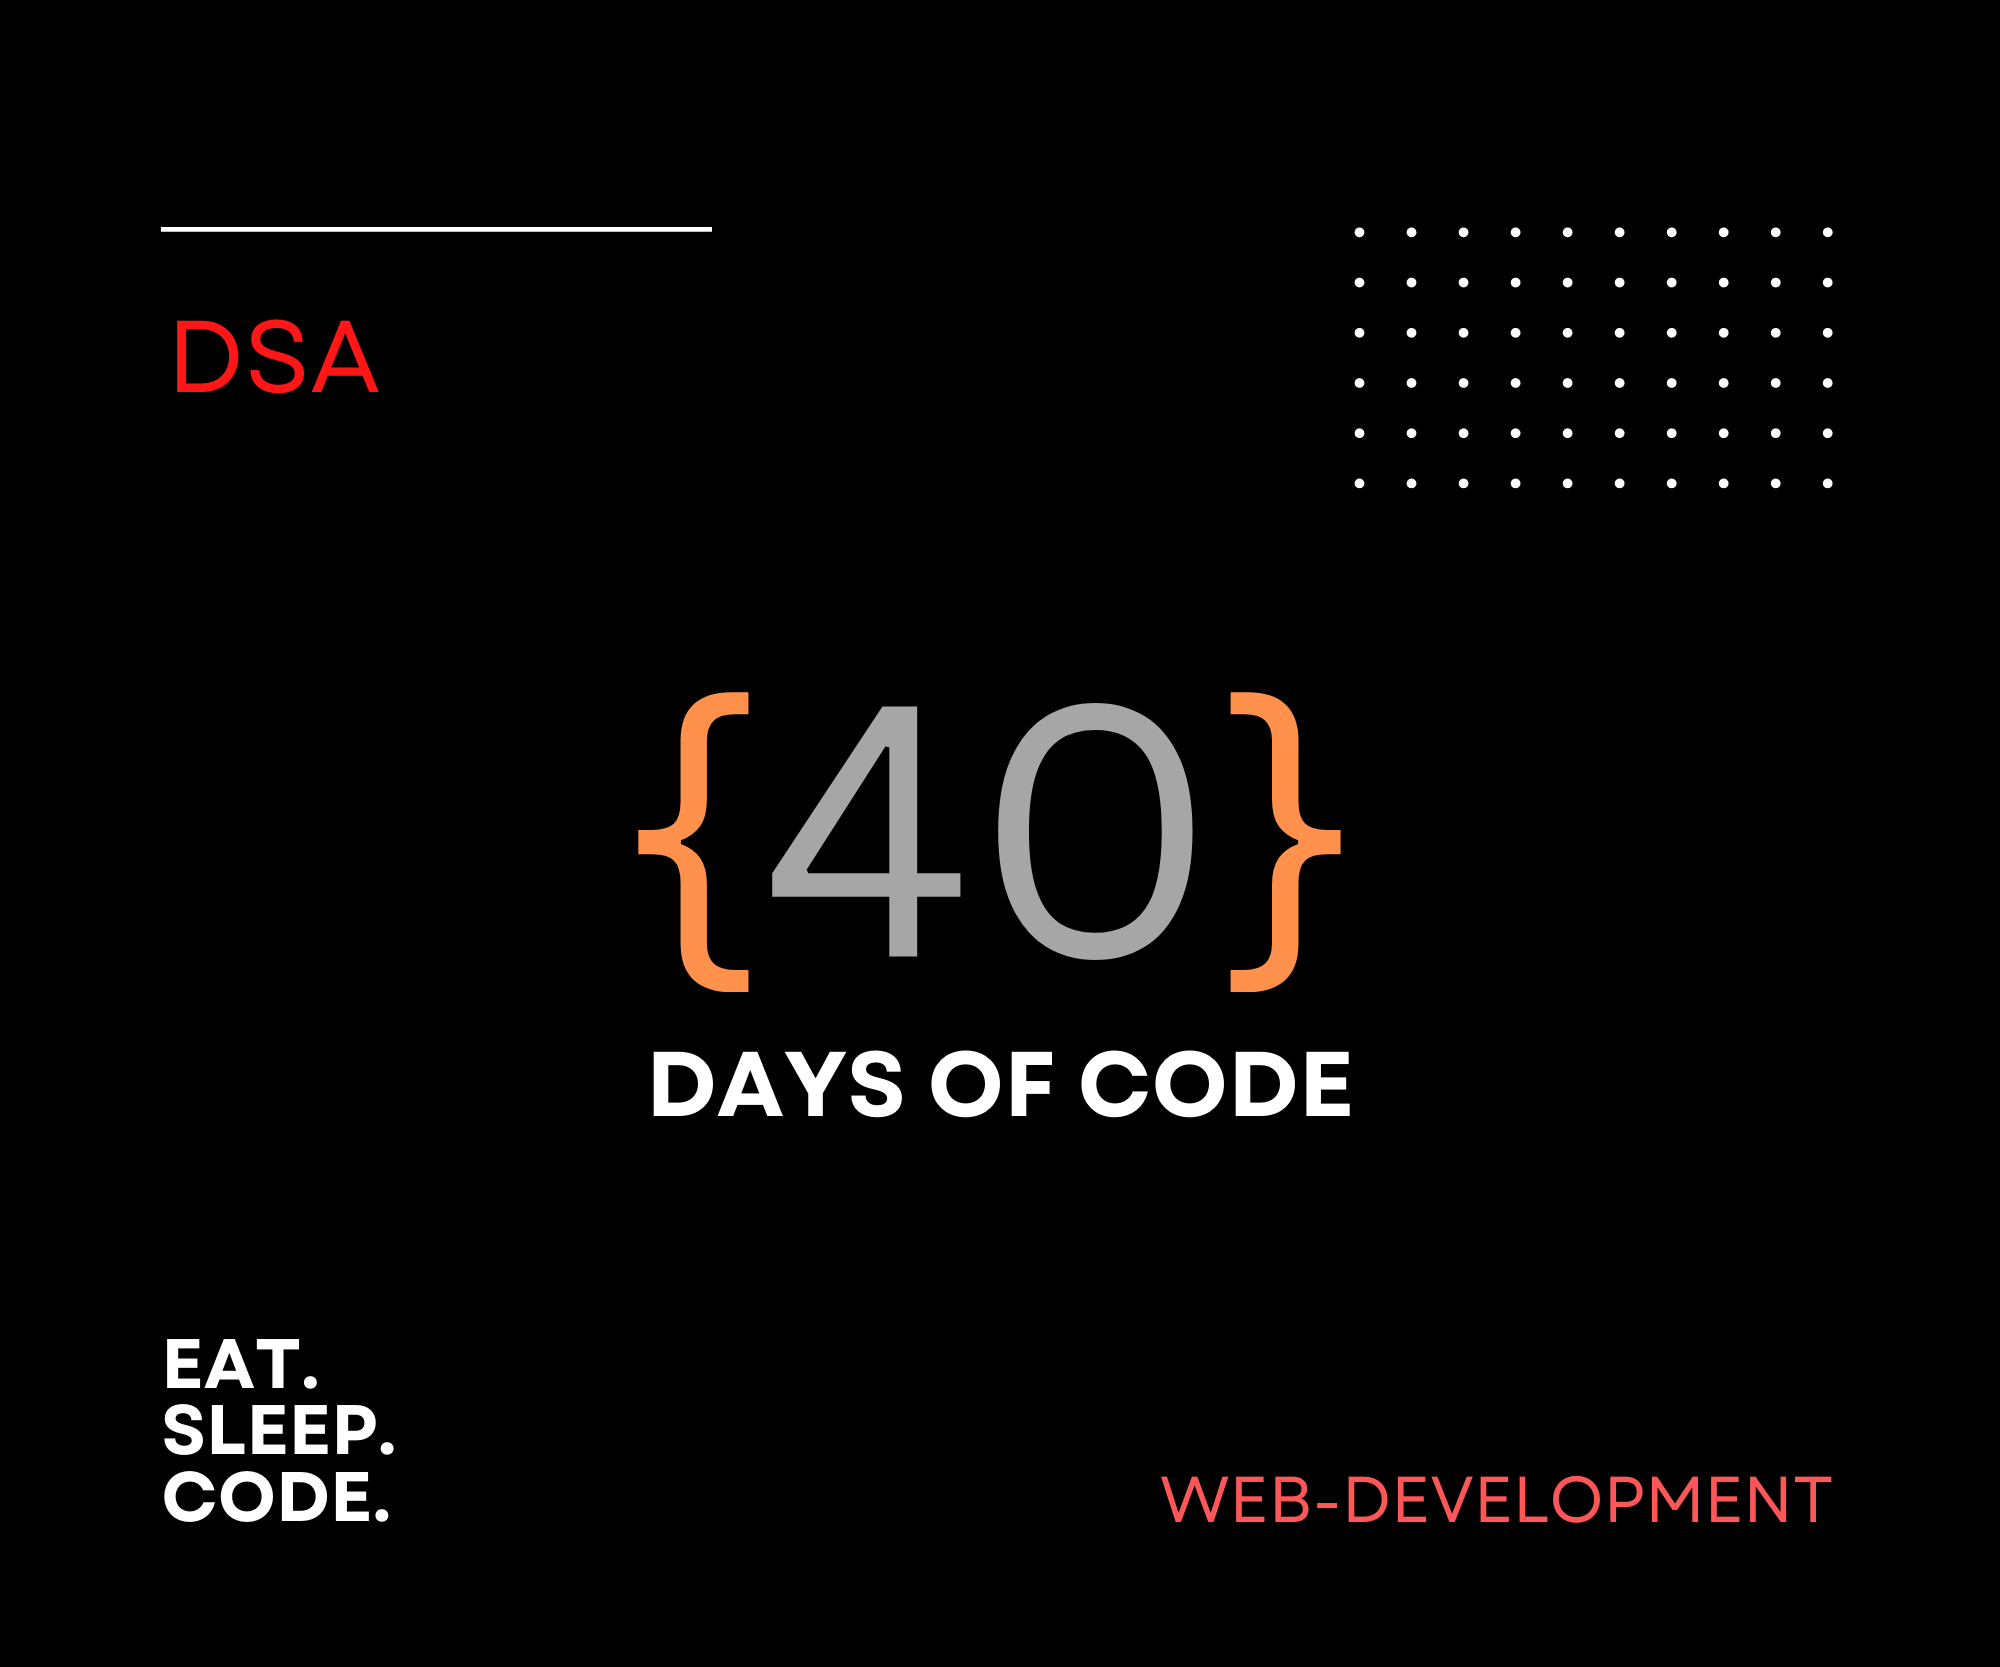 DSA
{40}
DAYS OF CODE
EAT.
SLEEP.
CODE.
WEB-DEVELOPMENT